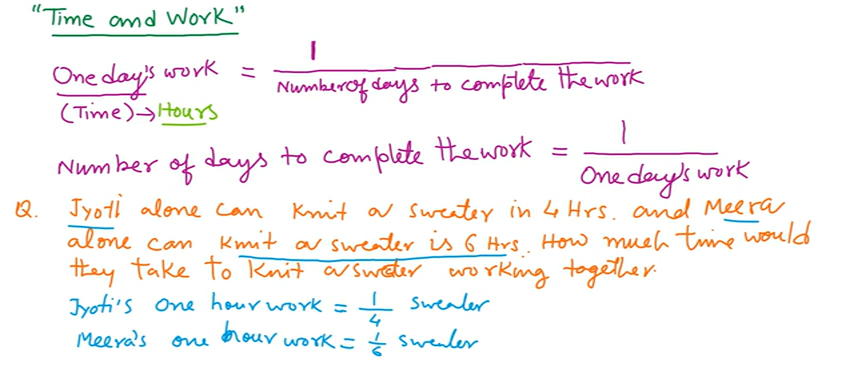 "Time and Work"
One day's work = 1 / Number of days to complete the work
(Time) → Hours
Number of days to complete the work = 1 / One day's work
Q. Jyoti alone can knit a sweater in 4 Hrs. and Meera
alone can knit a sweater is 6 Hrs. How much time would
they take to knit a sweter working together.
Jyoti's One hour work = 1/4 sweater
Meera's one hour work = 1/6 sweater